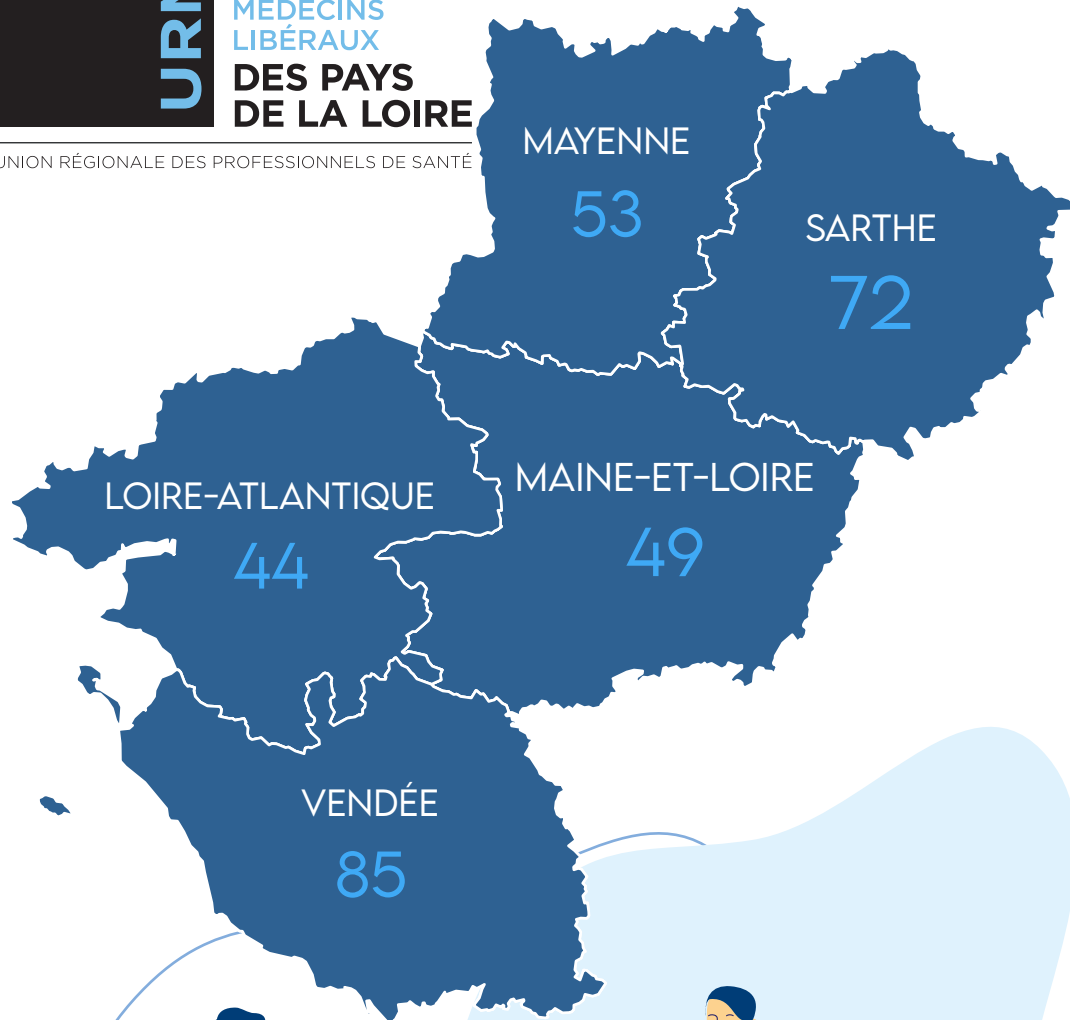 URM
MÉDECINS
LIBÉRAUX
DES PAYS
DE LA LOIRE
UNION RÉGIONALE DES PROFESSIONNELS DE SANTÉ
MAYENNE
53
SARTHE
72
LOIRE-ATLANTIQUE
44
MAINE-ET-LOIRE
49
VENDÉE
85